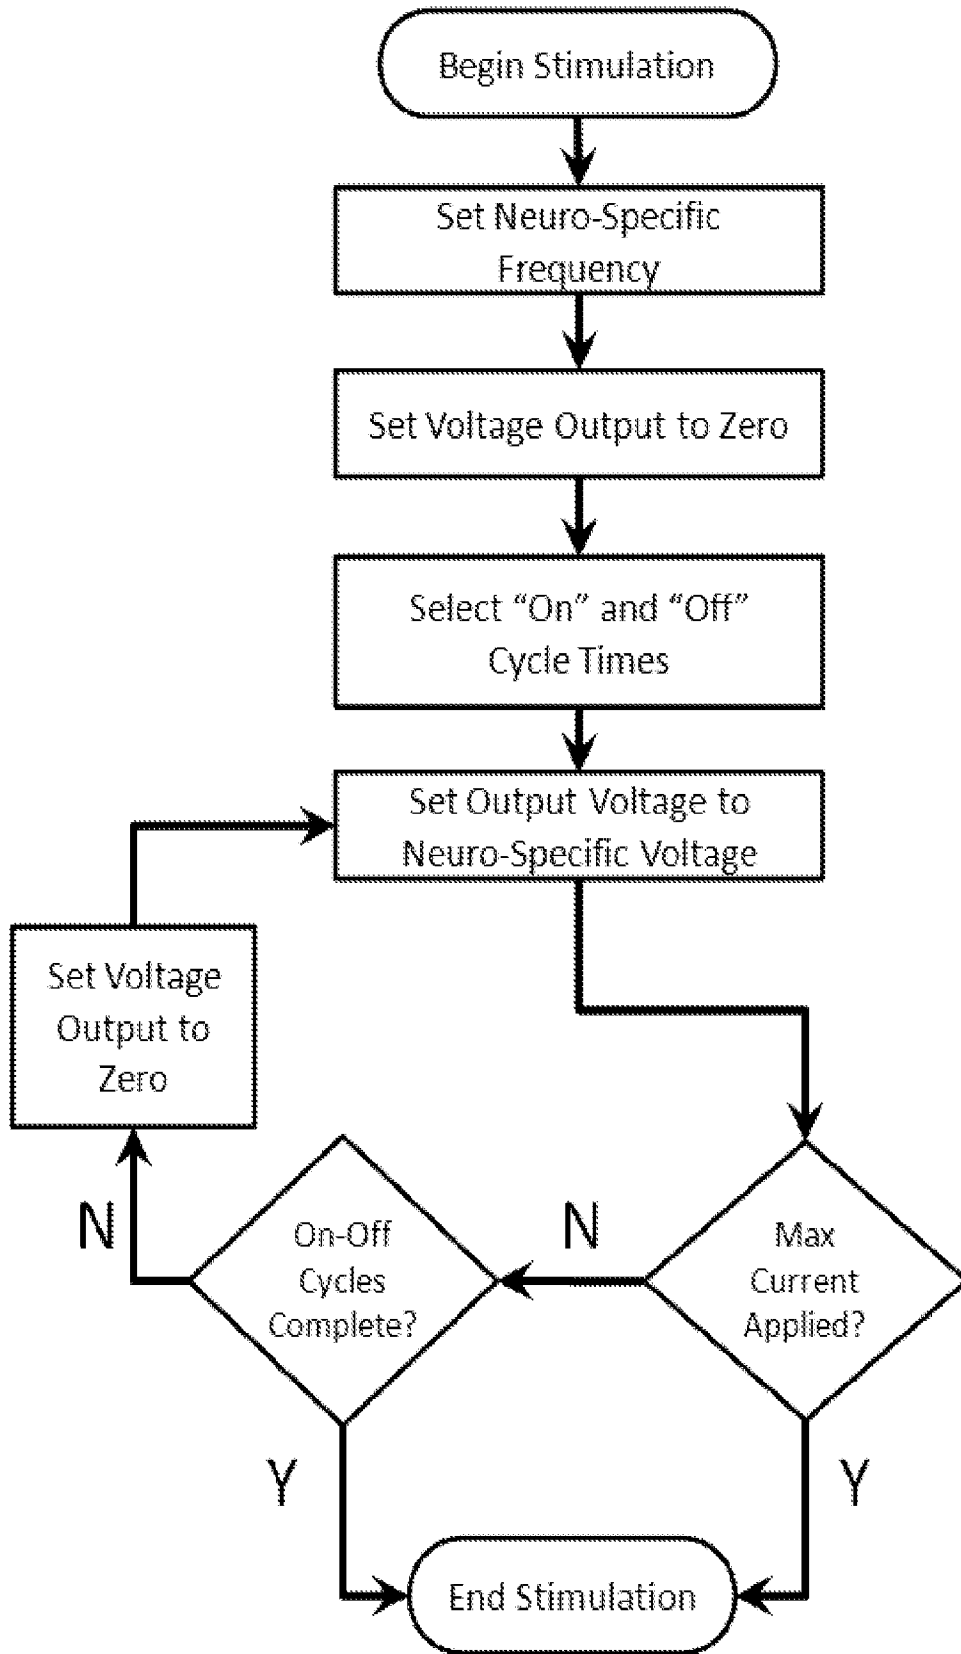 Begin Stimulation
Set Neuro-Specific
Frequency
Set Voltage Output to Zero
Select “On” and “Off”
Cycle Times
Set Output Voltage to
Neuro-Specific Voltage
Set Voltage
Output to
Zero
N
On-Off
Cycles
Complete?
N
Max
Current
Applied?
Y
Y
End Stimulation